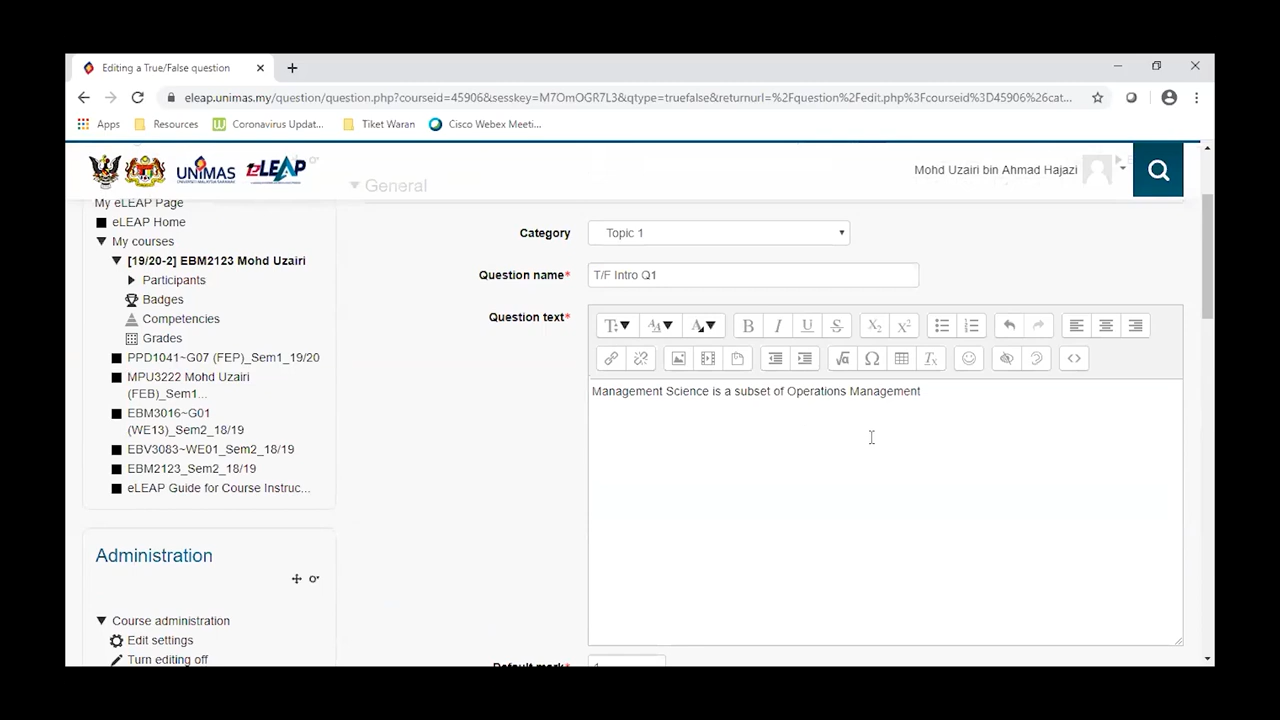 Editing a True/False question
eleap.unimas.my/question/question.php?courseid=45906&sesskey=M7OmOGR7L3&qtype=truefalse&returnurl=%2Fquestion%2Fedit.php%3Fcourseid%3D45906%26cat...
Apps Resources Coronavirus Updat... Tiket Waran Cisco Webex Meeti...
UNIMAS eLEAP Mohd Uzairi bin Ahmad Hajazi
General
My eLEAP Page
eLEAP Home
My courses
[19/20-2] EBM2123 Mohd Uzairi
Participants
Badges
Competencies
Grades
PPD1041~G07 (FEP)_Sem1_19/20
MPU3222 Mohd Uzairi
(FEB)_Sem1...
EBM3016~G01
(WE13)_Sem2_18/19
EBV3083~WE01_Sem2_18/19
EBM2123_Sem2_18/19
eLEAP Guide for Course Instruc...
Administration
Course administration
Edit settings
Turn editing off
Category Topic 1
Question name* T/F Intro Q1
Question text*
Management Science is a subset of Operations Management
Default mark* 1